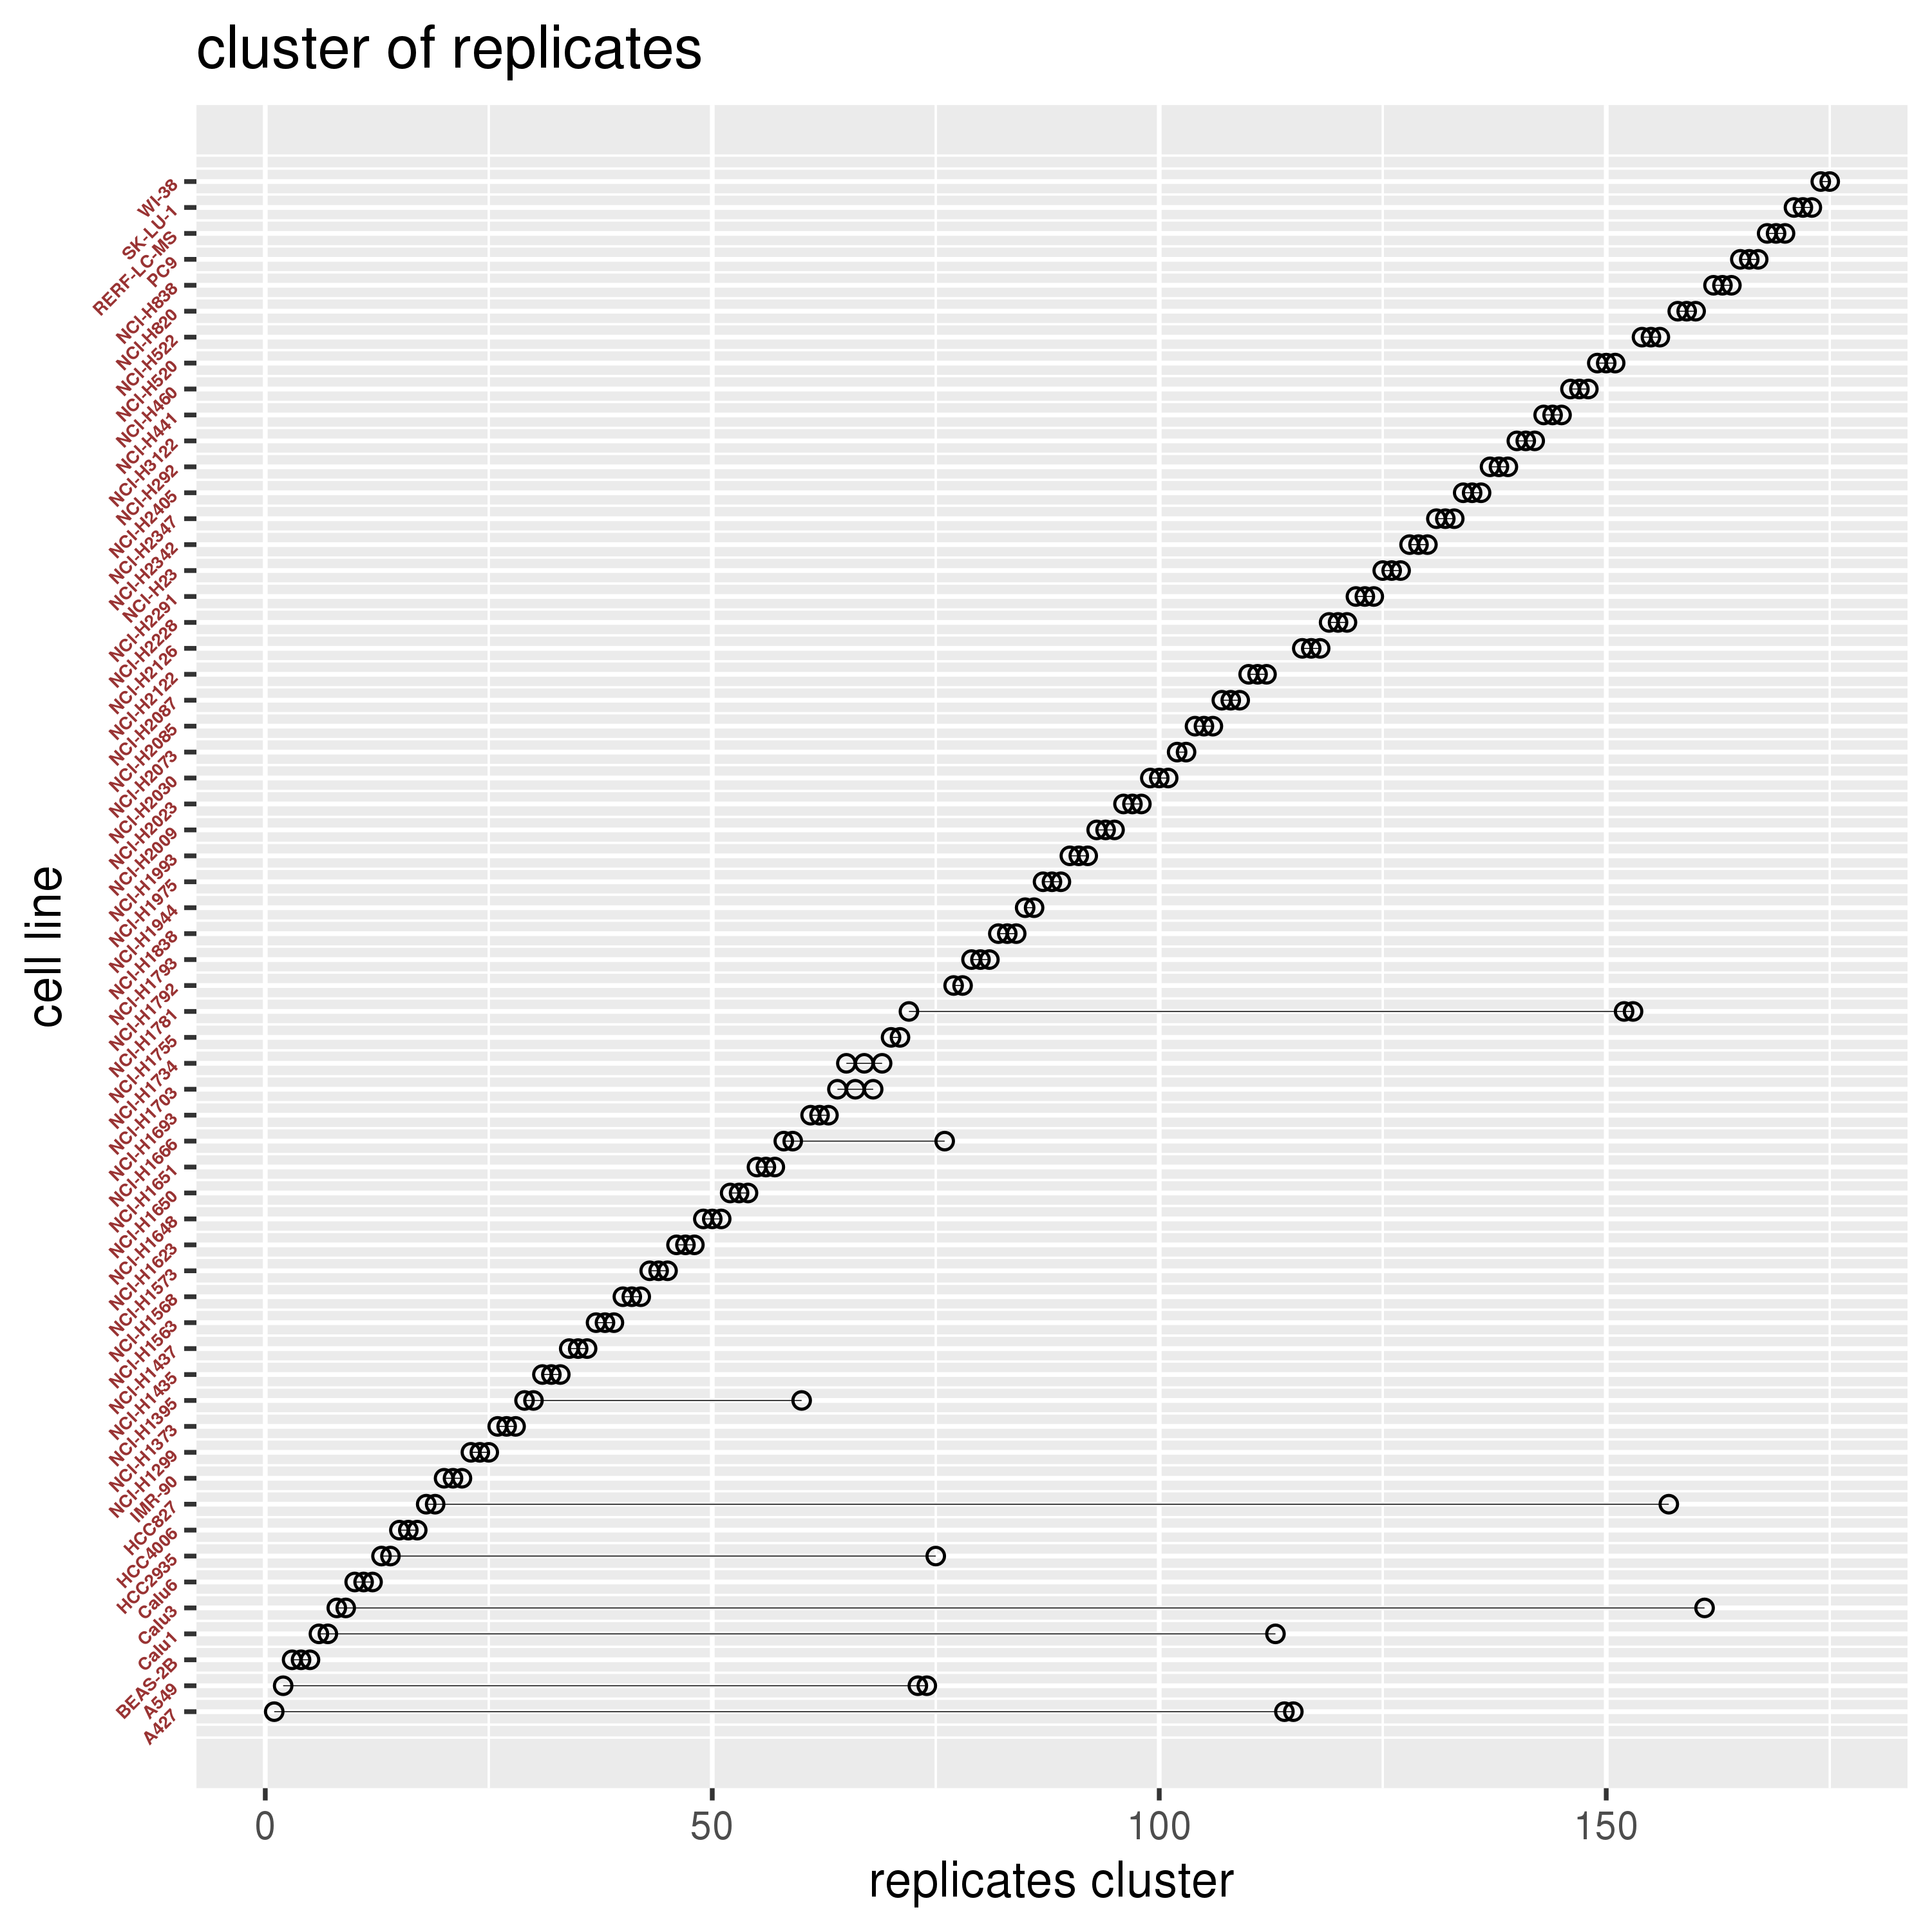 cluster of replicates
cell line
WI-38
SK-LU-1
RERF-LC-MS
PC9
NCI-H838
NCI-H820
NCI-H522
NCI-H520
NCI-H460
NCI-H441
NCI-H3122
NCI-H292
NCI-H2405
NCI-H2347
NCI-H2342
NCI-H23
NCI-H2291
NCI-H2228
NCI-H2126
NCI-H2122
NCI-H2087
NCI-H2085
NCI-H2073
NCI-H2030
NCI-H2023
NCI-H2009
NCI-H1993
NCI-H1975
NCI-H1944
NCI-H1838
NCI-H1793
NCI-H1792
NCI-H1781
NCI-H1755
NCI-H1734
NCI-H1703
NCI-H1693
NCI-H1666
NCI-H1651
NCI-H1650
NCI-H1648
NCI-H1623
NCI-H1573
NCI-H1568
NCI-H1563
NCI-H1437
NCI-H1435
NCI-H1395
NCI-H1373
NCI-H1299
IMR-90
HCC827
HCC4006
HCC2935
Calu6
Calu3
Calu1
BEAS-2B
A549
A427
0 50 100 150
replicates cluster